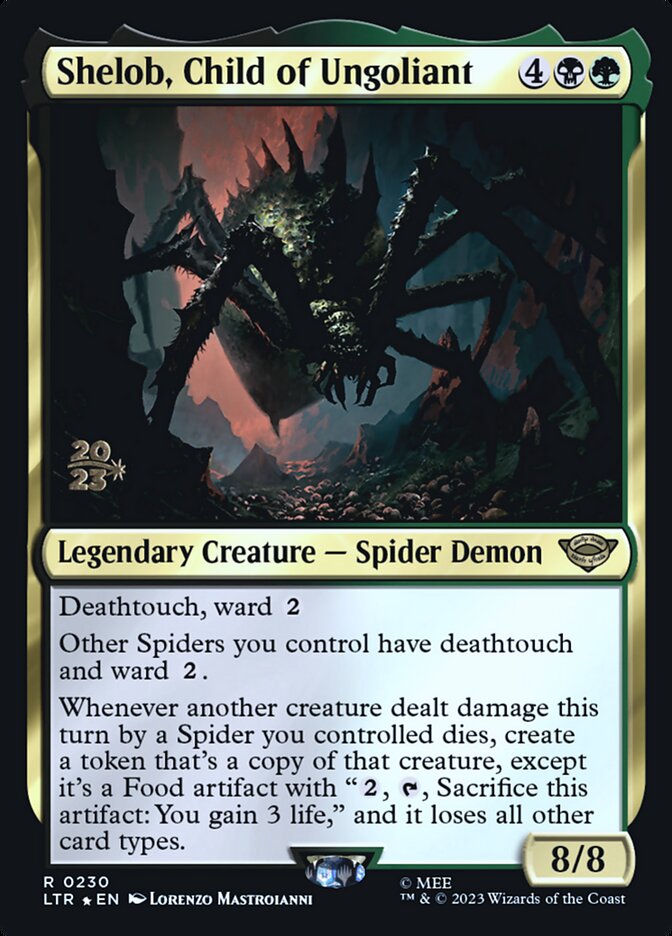 Shelob, Child of Ungoliant 4
20
23
Legendary Creature — Spider Demon
Deathtouch, ward 2
Other Spiders you control have deathtouch
and ward 2.
Whenever another creature dealt damage this
turn by a Spider you controlled dies, create
a token that's a copy of that creature, except
it's a Food artifact with “2, , Sacrifice this
artifact: You gain 3 life,” and it loses all other
card types.
8/8
R 0230
LTR ★ EN Lorenzo Mastroianni
© MEE
™ & © 2023 Wizards of the Coast